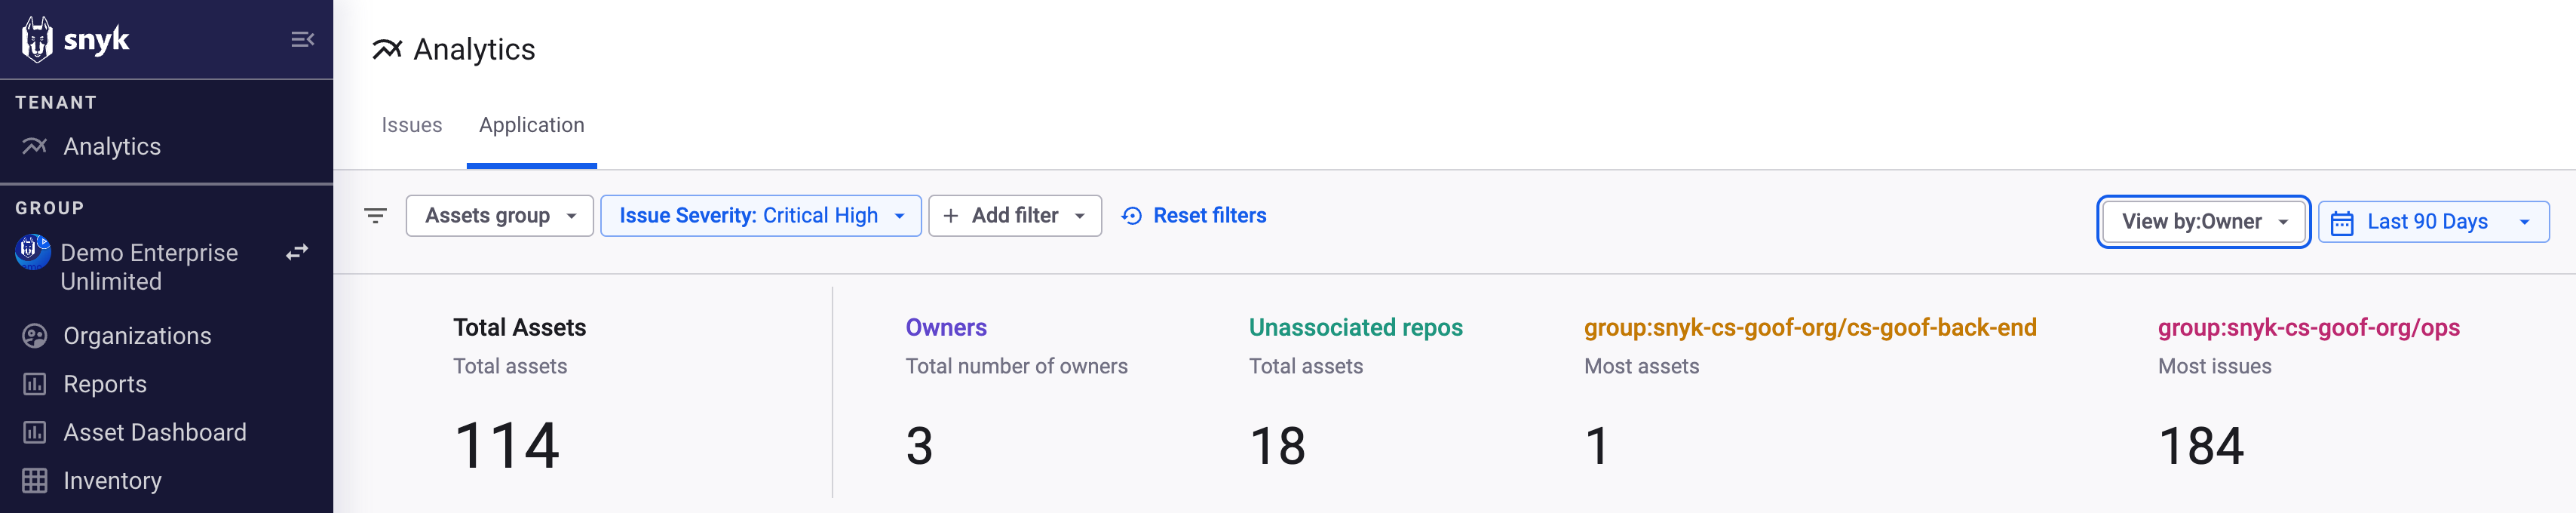 snyk
TENANT
Analytics
GROUP
Demo Enterprise
Unlimited
Organizations
Reports
Asset Dashboard
Inventory
Analytics
Issues
Application
Assets group
Issue Severity: Critical High
+ Add filter
Reset filters
View by:Owner
Last 90 Days
Total Assets
Total assets
114
Owners
Total number of owners
3
Unassociated repos
Total assets
18
group:snyk-cs-goof-org/cs-goof-back-end
Most assets
1
group:snyk-cs-goof-org/ops
Most issues
184